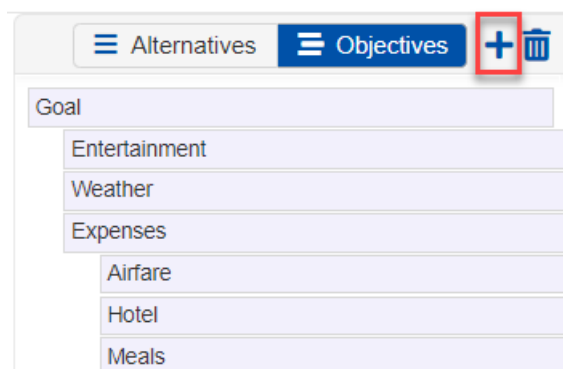 Alternatives Objectives
Goal
Entertainment
Weather
Expenses
Airfare
Hotel
Meals